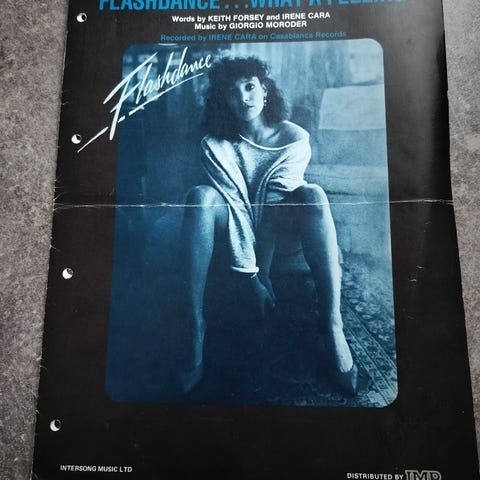 FLASHDANCE...WHAT A FEELING
Words by KEITH FORSEY and IRENE CARA
Music by GIORGIO MORODER
Recorded by IRENE CARA on Casablanca Records
Flashdance
INTERSONG MUSIC LTD
DISTRIBUTED BY IMP